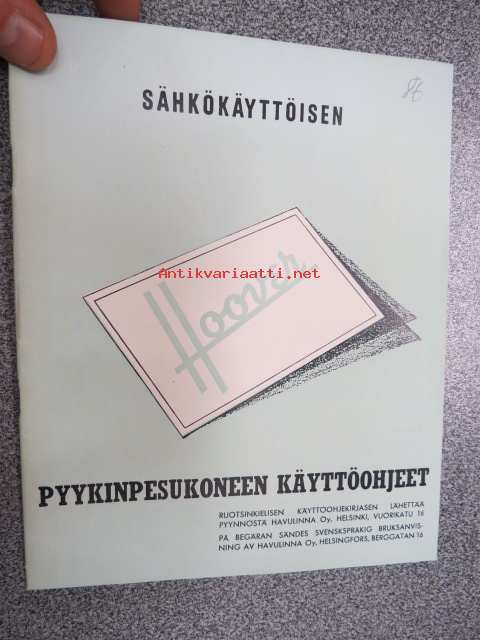 8€
SÄHKÖKÄYTTÖISEN
Hoover
Antikvariaatti.net
PYYKINPESUKONEEN KÄYTTÖOHJEET
RUOTSINKIELISEN KÄYTTÖOHJEKIRJASEN LÄHETTÄÄ
PYYNNÖSTÄ HAVULINNA Oy, HELSINKI, VUORIKATU 16
PÅ BEGÄRAN SÄNDES SVENSKSPRÅKIG BRUKSANVIS-
NING AV HAVULINNA Oy, HELSINGFORS, BERGGATAN 16